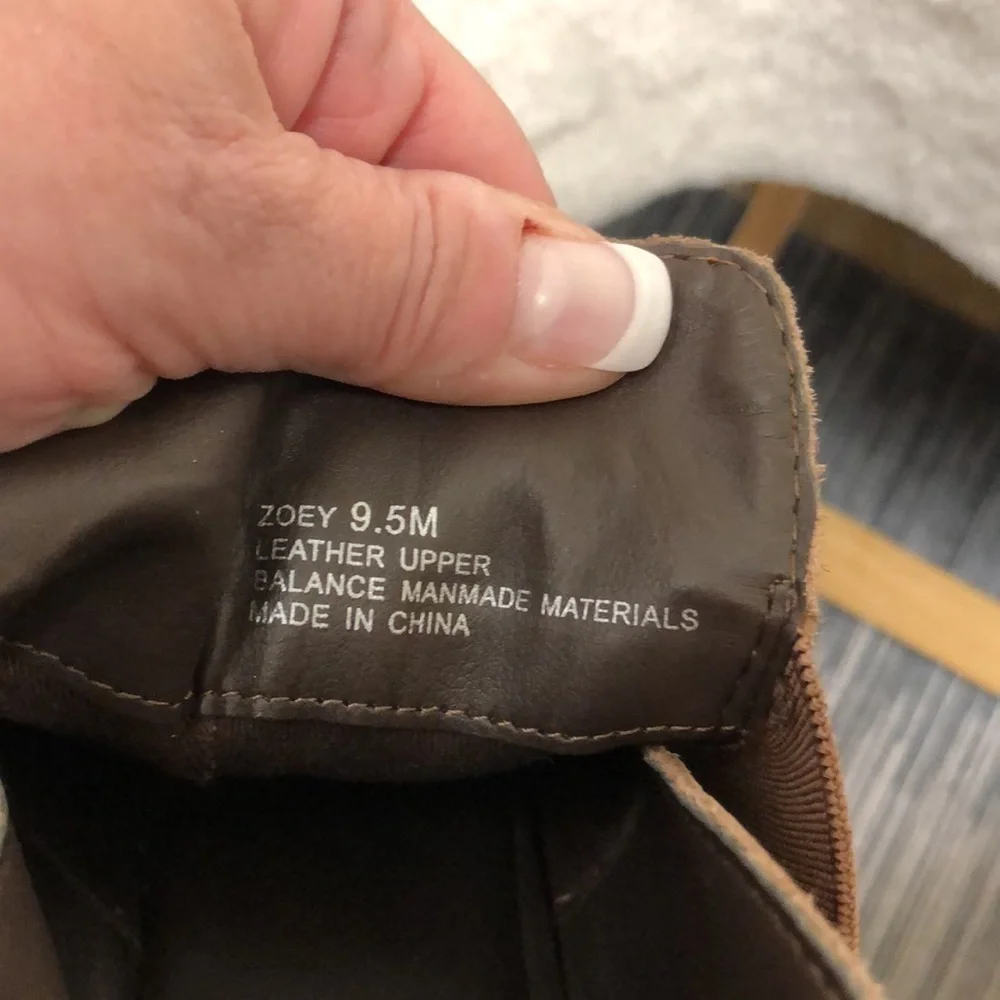 ZOEY 9.5M
LEATHER UPPER
BALANCE MANMADE MATERIALS
MADE IN CHINA